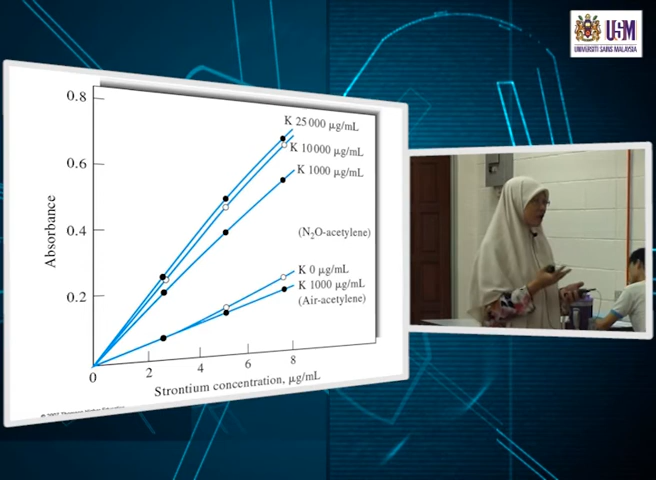 USM
UNIVERSITI SAINS MALAYSIA
0.8
0.6
0.4
0.2
0
2
4
6
8
Absorbance
Strontium concentration, μg/mL
K 25 000 μg/mL
K 10 000 μg/mL
K 1000 μg/mL
(N₂O-acetylene)
K 0 μg/mL
K 1000 μg/mL
(Air-acetylene)